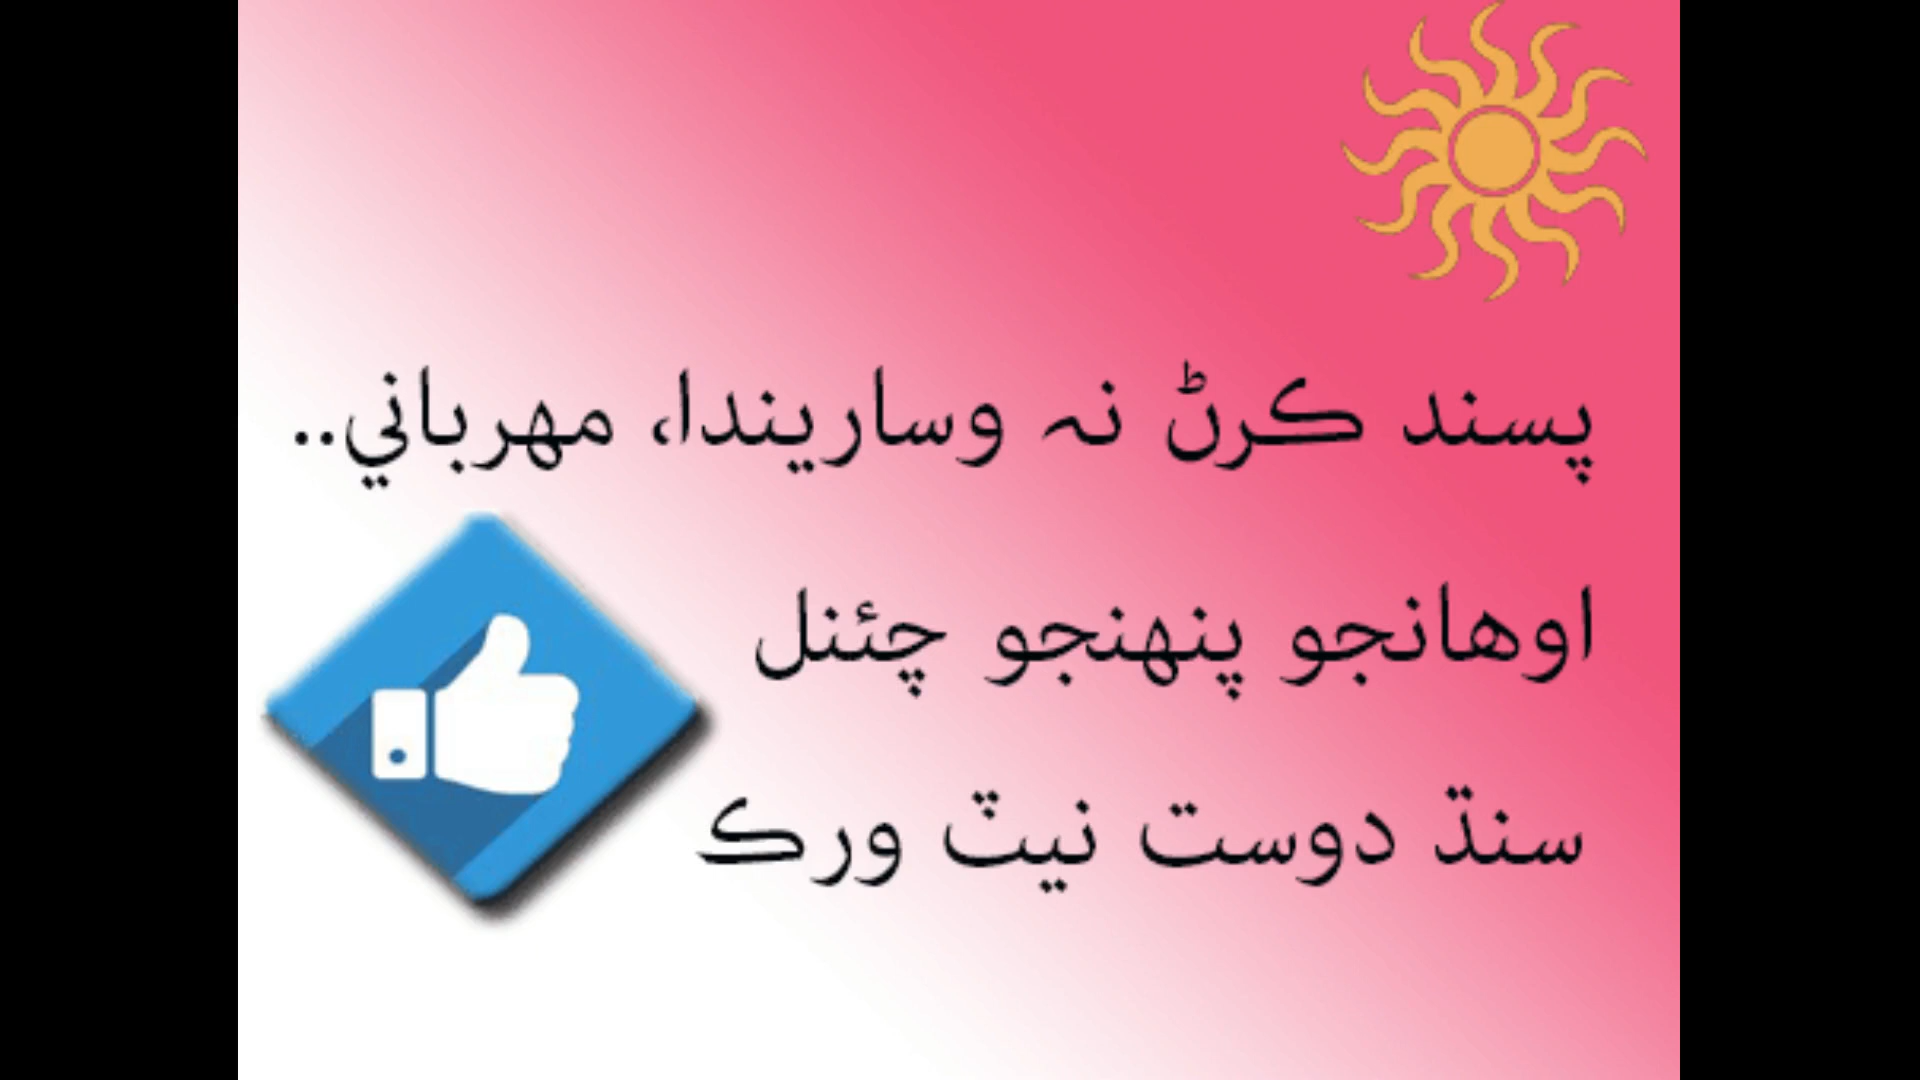 پسند ڪرڻ نہ وساريندا، مهرباني..
اوهانجو پنهنجو چئنل
سنڌ دوست نيٽ ورڪ